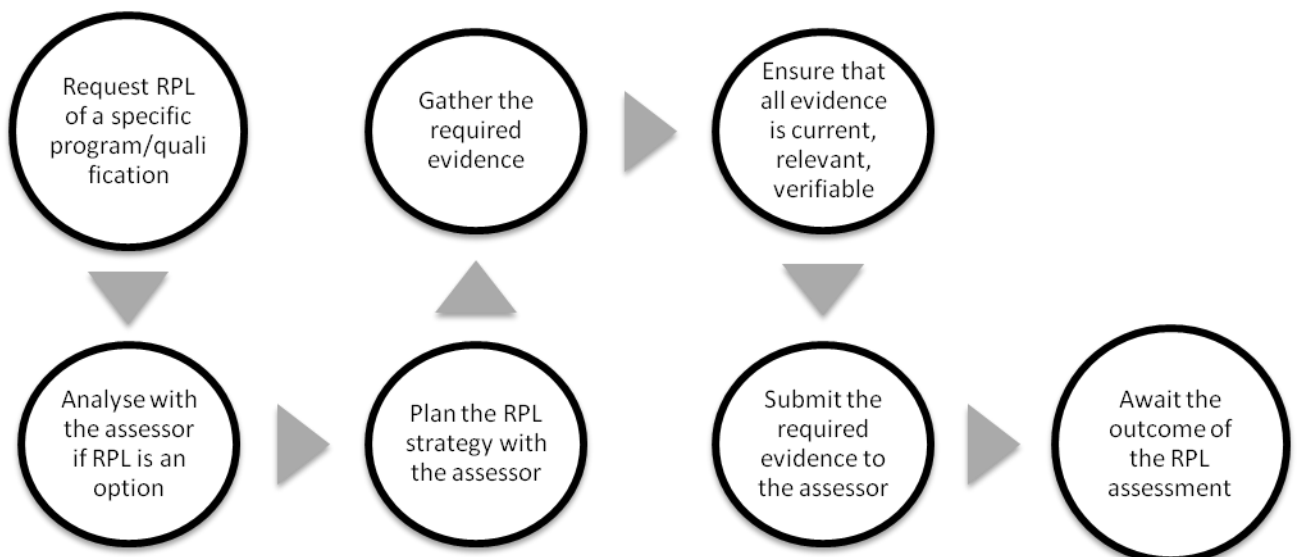 Request RPL
of a specific
program/quali
fication
Analyse with
the assessor
if RPL is an
option
Plan the RPL
strategy with
the assessor
Gather the
required
evidence
Ensure that
all evidence
is current,
relevant,
verifiable
Submit the
required
evidence to
the assessor
Await the
outcome of
the RPL
assessment